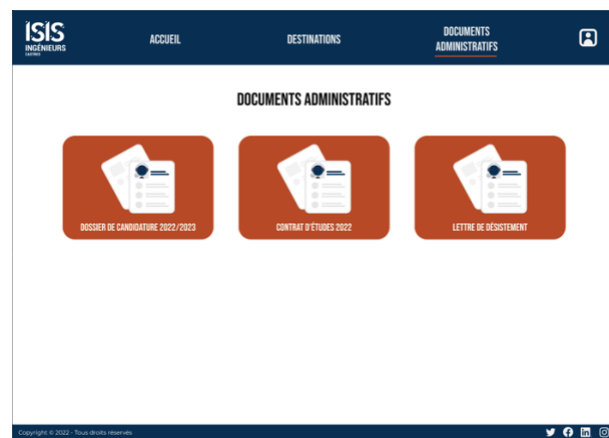 ISIS
INGÉNIEURS
CASTRES
ACCUEIL
DESTINATIONS
DOCUMENTS
ADMINISTRATIFS
DOCUMENTS ADMINISTRATIFS
DOSSIER DE CANDIDATURE 2022/2023
CONTRAT D'ÉTUDES 2022
LETTRE DE DÉSISTEMENT
Copyright © 2022 - Tous droits réservés